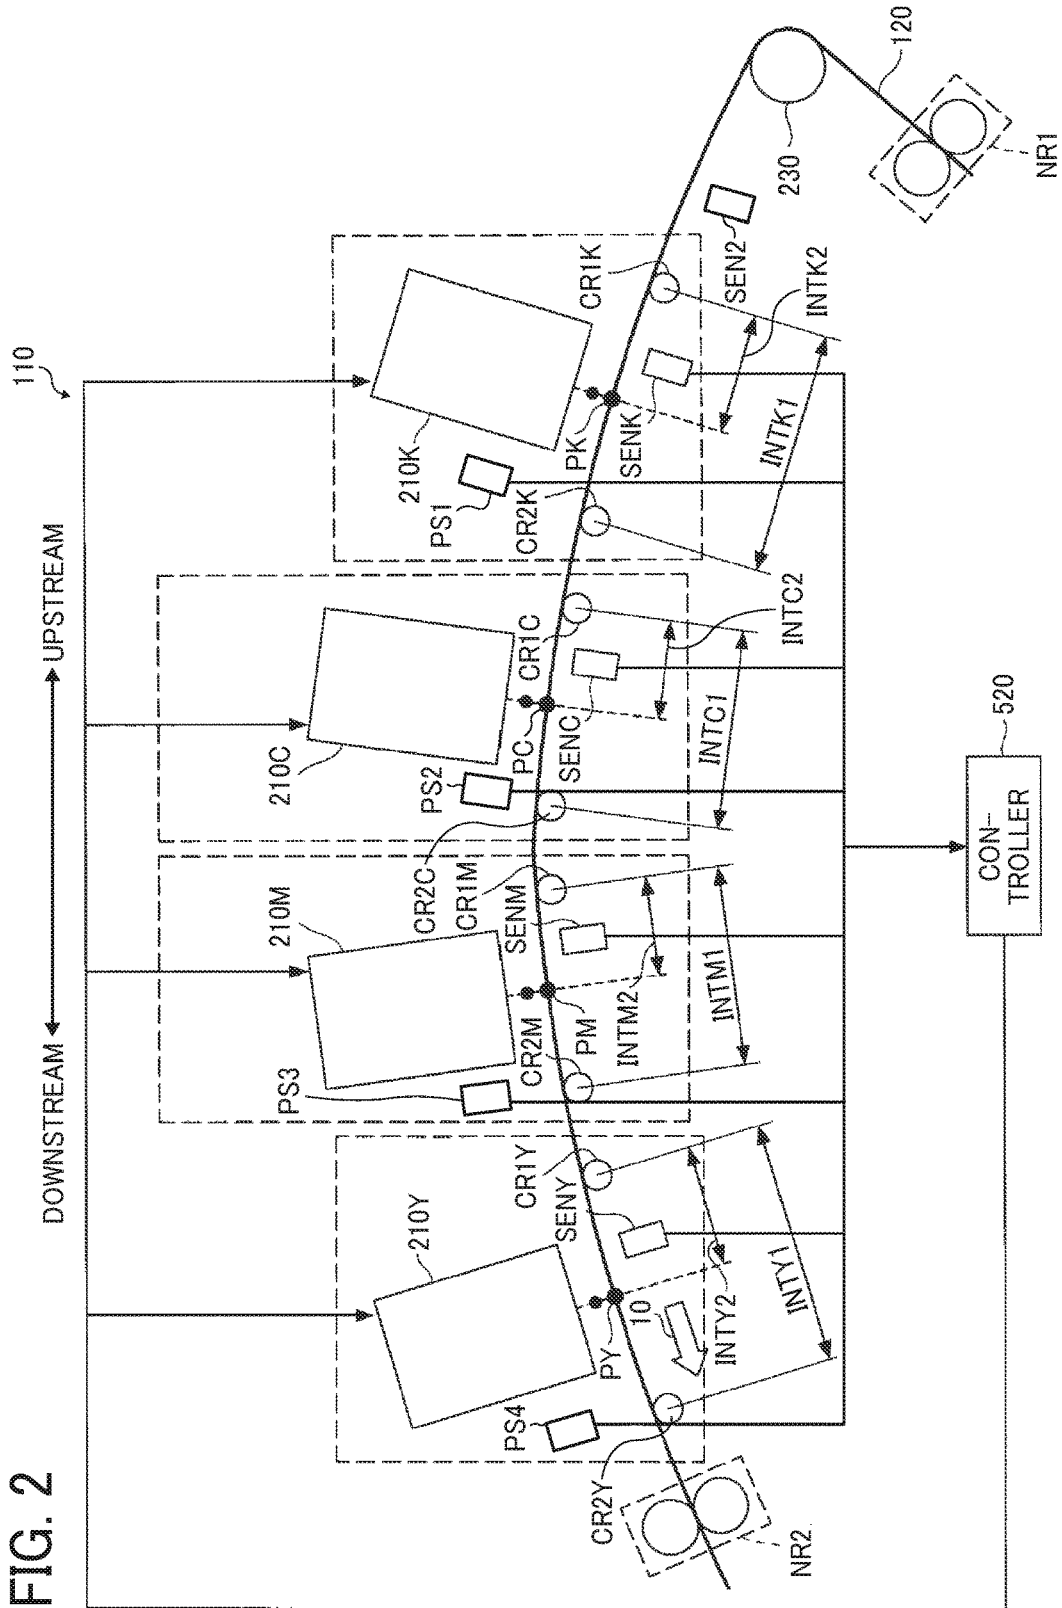 FIG. 2
110
DOWNSTREAM
UPSTREAM
210Y
210M
210C
210K
PS4
PS3
PS2
PS1
CR2Y
PY
SENY
CR1Y
10
CR2M
PM
SENM
CR1M
CR2C
PC
SENC
CR1C
CR2K
PK
SENK
CR1K
SEN2
230
120
NR2
NR1
INTY2
INTY1
INTM2
INTM1
INTC2
INTC1
INTK2
INTK1
520
CON-
TROLLER